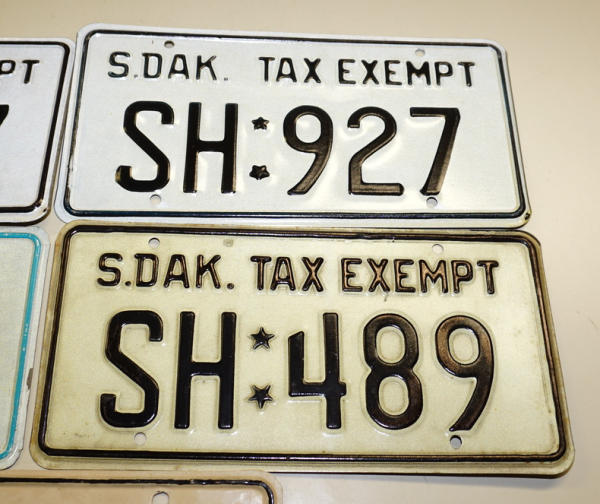 S.DAK. TAX EXEMPT
SH 927
S.DAK. TAX EXEMPT
SH 489